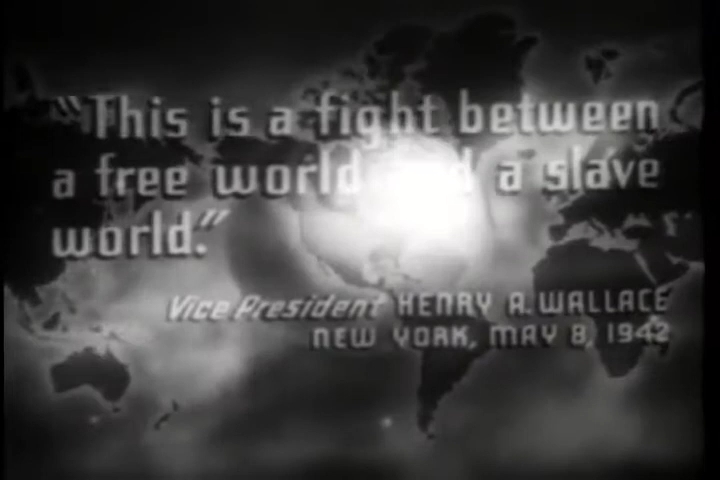 “This is a fight between
a free world a slave
world.”
Vice President HENRY A. WALLACE
NEW YORK, MAY 8, 1942